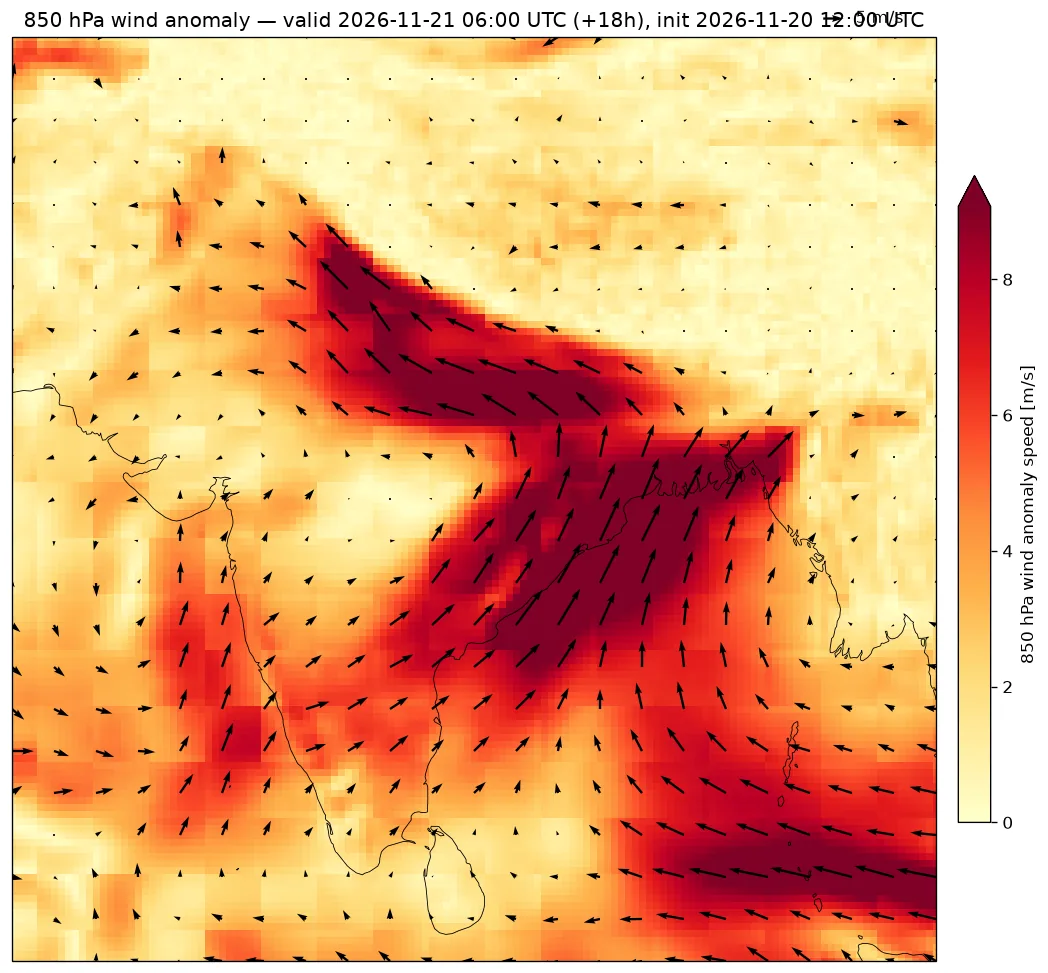 850 hPa wind anomaly — valid 2026-11-21 06:00 UTC (+18h), init 2026-11-20 12:00 UTC
5 m/s
8
6
4
2
0
850 hPa wind anomaly speed [m/s]